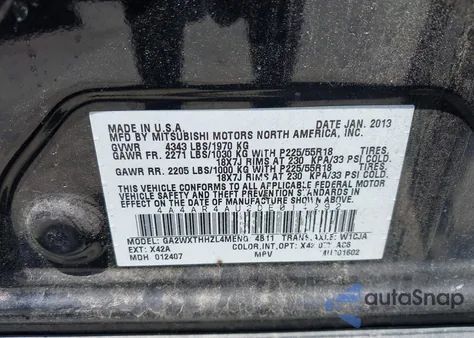 MADE IN U.S.A. DATE JAN. 2013
MFD BY MITSUBISHI MOTORS NORTH AMERICA, INC.
GVWR 4343 LBS/1970 KG
GAWR FR. 2271 LBS/1030 KG WITH P225/55R18
18X7J RIMS AT 230 KPA/33 PSI COLD.
GAWR RR. 2205 LBS/1000 KG WITH P225/55R18
18X7J RIMS AT 230 KPA/33 PSI COLD.
THIS VEHICLE CONFORMS TO ALL APPLICABLE U.S. FEDERAL MOTOR
VEHICLE SAFETY AND THEFT PREVENTION STANDARDS IN EFFECT
ON THE DATE OF MANUFACTURE SHOWN ABOVE.
MODEL: GA2WXTHHZL4MENG: 4B11 TRANS. AXLE: W1CJA
EXT: X42A COLOR,INT,OPT:
MDH 012407 MPV
autoSnap